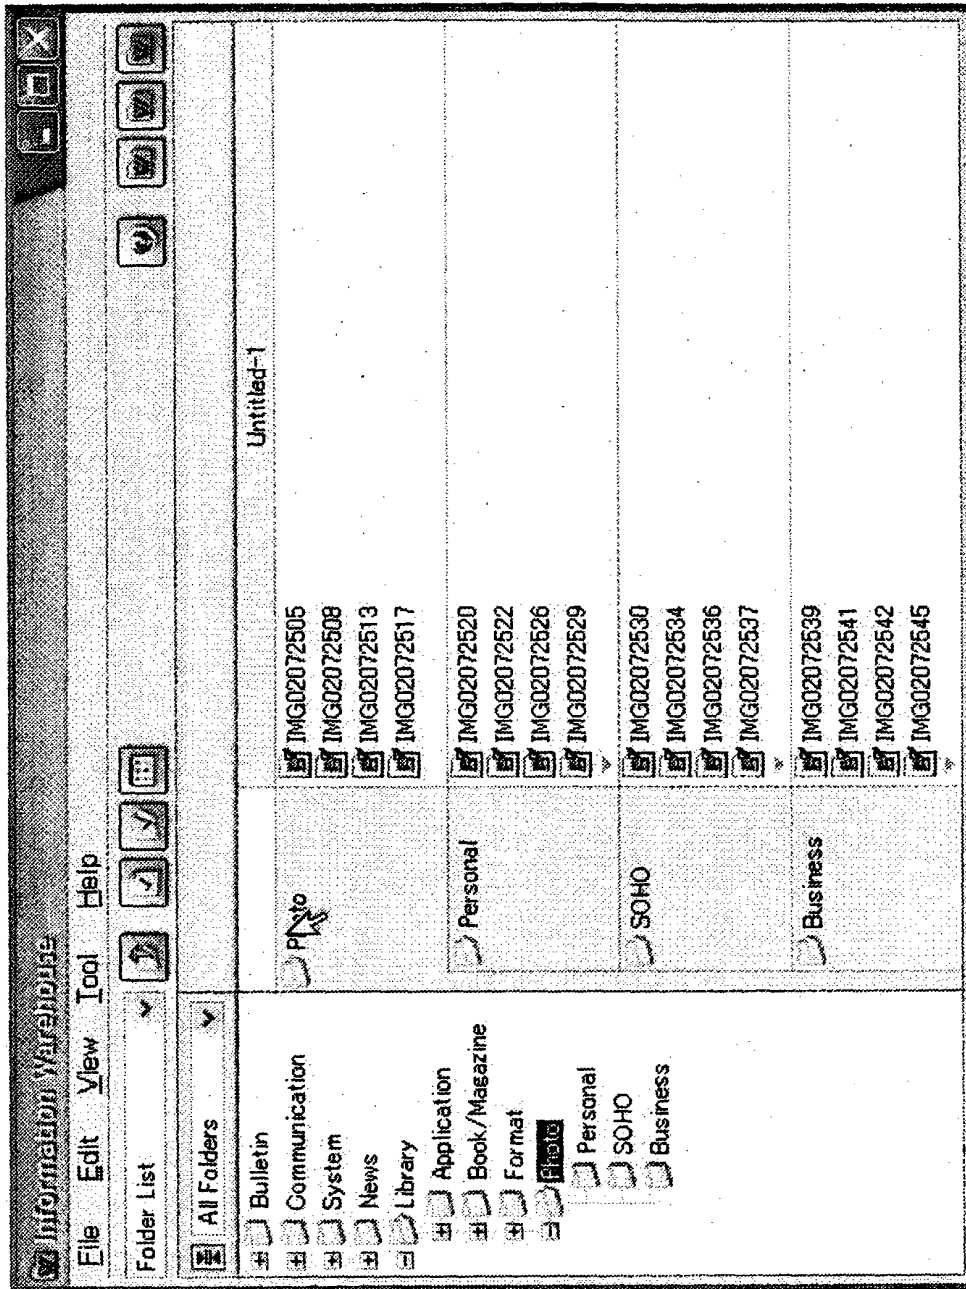 Information Warehouse
File Edit View Tool Help
Folder List
All Folders
Bulletin
Communication
System
News
Library
Application
Book/Magazine
Format
Photo
Personal
SOHO
Business
Untitled-1
Photo
IMG02072505
IMG02072508
IMG02072513
IMG02072517
Personal
IMG02072520
IMG02072522
IMG02072526
IMG02072529
SOHO
IMG02072530
IMG02072534
IMG02072536
IMG02072537
Business
IMG02072539
IMG02072541
IMG02072542
IMG02072545